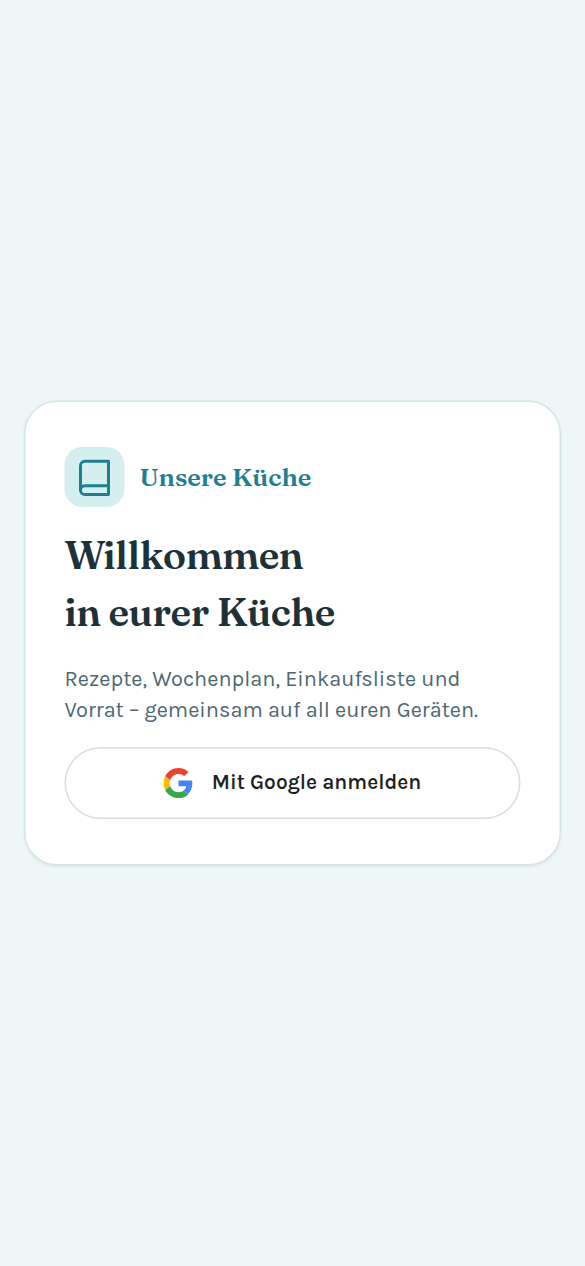 Unsere Küche
Willkommen
in eurer Küche
Rezepte, Wochenplan, Einkaufsliste und
Vorrat – gemeinsam auf all euren Geräten.
Mit Google anmelden